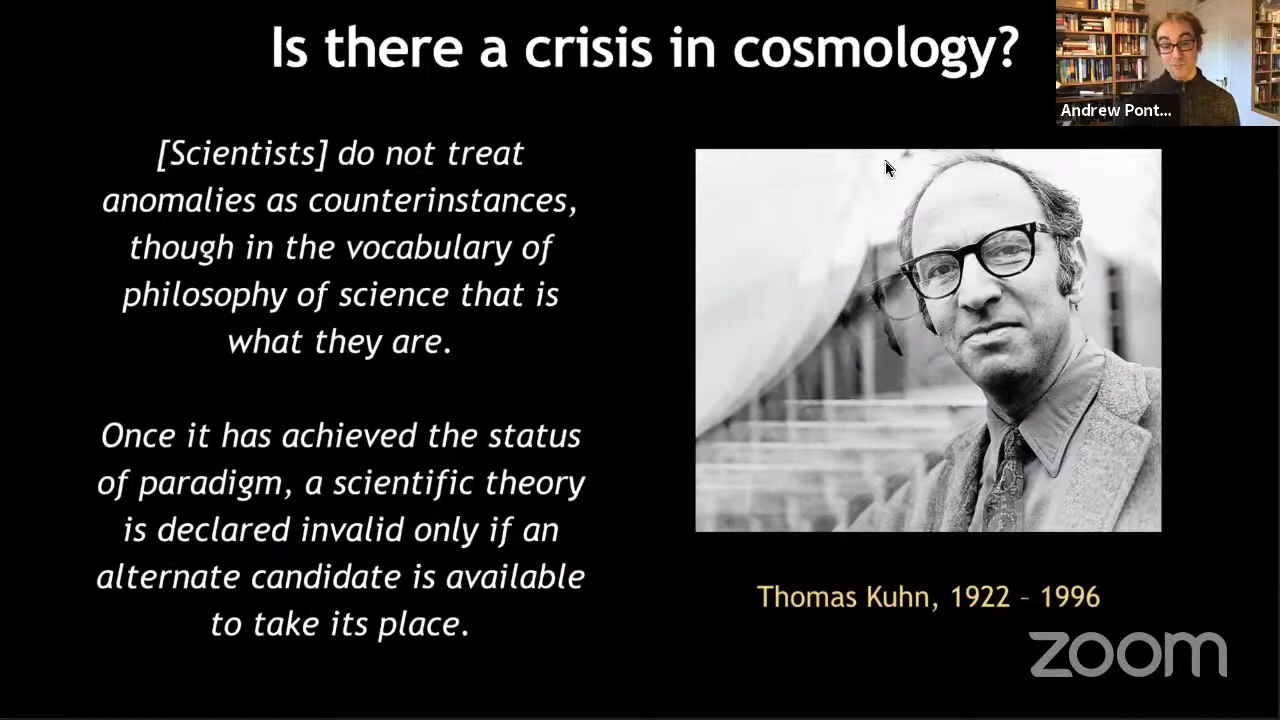 Is there a crisis in cosmology?
Andrew Pont...
[Scientists] do not treat
anomalies as counterinstances,
though in the vocabulary of
philosophy of science that is
what they are.
Once it has achieved the status
of paradigm, a scientific theory
is declared invalid only if an
alternate candidate is available
to take its place.
Thomas Kuhn, 1922 – 1996
zoom